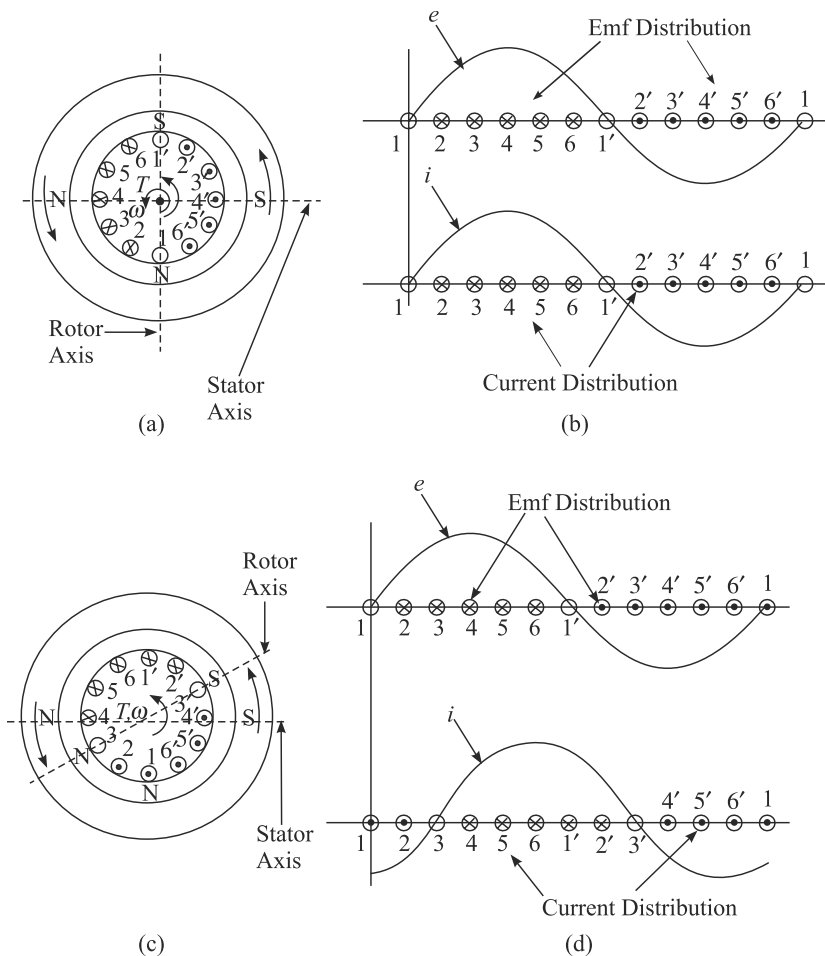 S
6 1′ 2′
5 3′
N 4 T 4′ S
ω
3 5′
2 1 6′
N
Rotor
Axis
Stator
Axis
(a)
e
Emf Distribution
2′ 3′ 4′ 5′ 6′ 1
1 2 3 4 5 6 1′
i
2′ 3′ 4′ 5′ 6′ 1
1 2 3 4 5 6 1′
Current Distribution
(b)
Rotor
Axis
6 1′ 2′ S
5 3′
N 4 T,ω 4′ S
N 3 5′
2 1 6′
N
Stator
Axis
(c)
e
Emf Distribution
2′ 3′ 4′ 5′ 6′ 1
1 2 3 4 5 6 1′
i
4′ 5′ 6′ 1
1 2 3 4 5 6 1′ 2′ 3′
Current Distribution
(d)